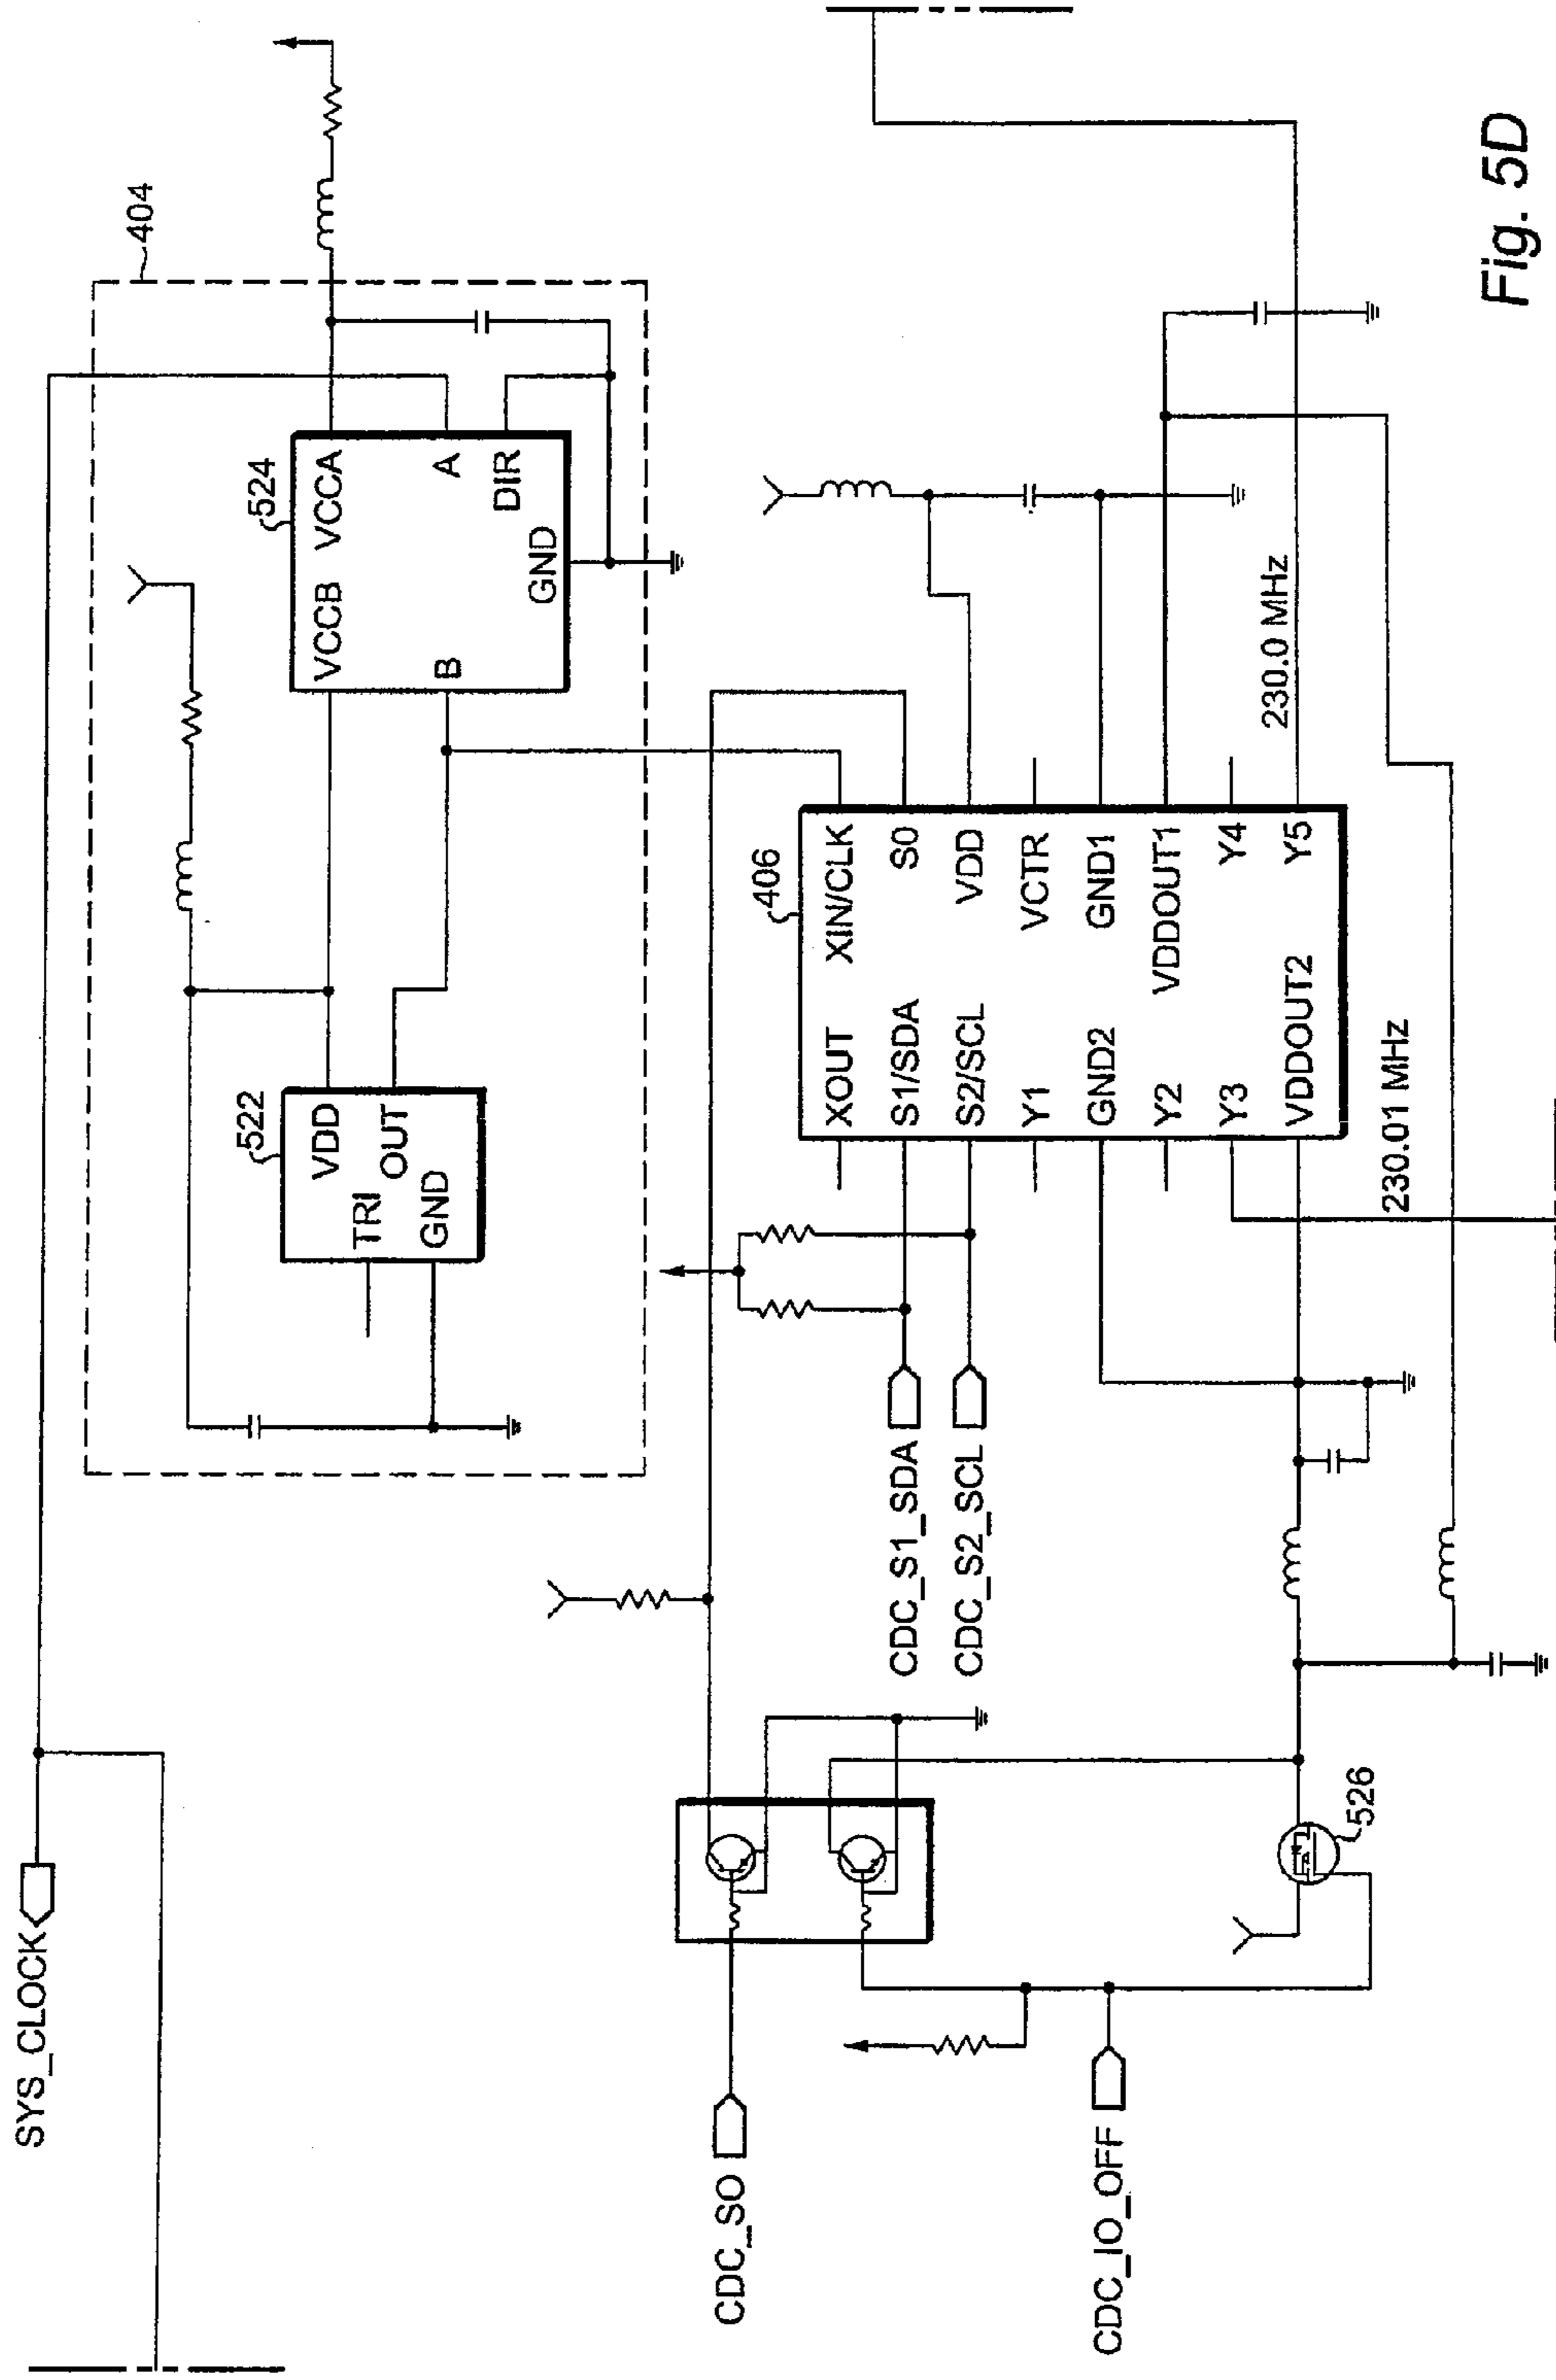 SYS_CLOCK
404
522
VDD
TRI
OUT
GND
524
VCCB VCCA
B
A
DIR
GND
406
XOUT XIN/CLK
S1/SDA S0
S2/SCL VDD
Y1 VCTR
GND2 GND1
Y2 VDDOUT1
Y3 Y4
VDDOUT2 Y5
230.01 MHz
230.0 MHz
CDC_S1_SDA
CDC_S2_SCL
CDC_SO
CDC_IO_OFF
526
Fig. 5D